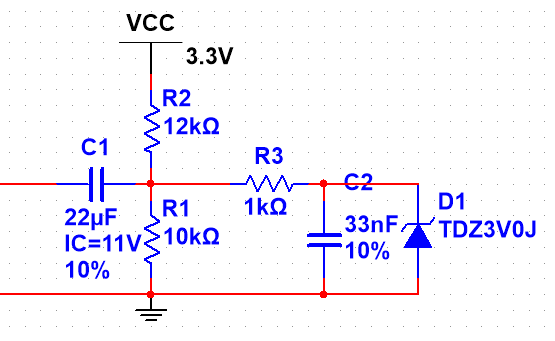 VCC
3.3V
R2
12kΩ
C1
22µF
IC=11V
10%
R1
10kΩ
R3
1kΩ
C2
33nF
10%
D1
TDZ3V0J